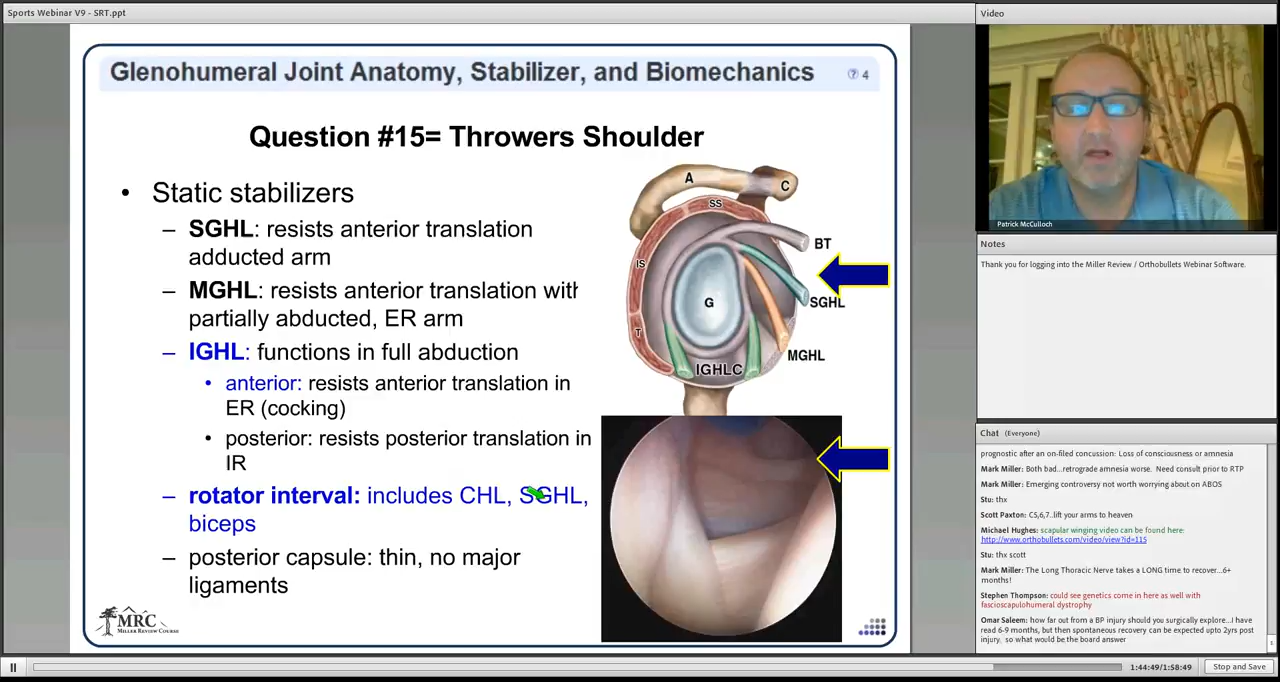 Sports Webinar V9 - SRT.ppt
Glenohumeral Joint Anatomy, Stabilizer, and Biomechanics
4
Question #15= Throwers Shoulder
• Static stabilizers
– SGHL: resists anterior translation
adducted arm
– MGHL: resists anterior translation with
partially abducted, ER arm
– IGHL: functions in full abduction
• anterior: resists anterior translation in
ER (cocking)
• posterior: resists posterior translation in
IR
– rotator interval: includes CHL, SGHL,
biceps
– posterior capsule: thin, no major
ligaments
A
C
SS
BT
IS
G
SGHL
T
MGHL
IGHLC
MRC
MILLER REVIEW COURSE
Video
Patrick McCulloch
Notes
Thank you for logging into the Miller Review / Orthobullets Webinar Software.
Chat (Everyone)
prognostic after an on-filed concussion: Loss of consciousness or amnesia
Mark Miller: Both bad...retrograde amnesia worse. Need consult prior to RTP
Mark Miller: Emerging controversy not worth worrying about on ABOS
Stu: thx
Scott Paxton: C5,6,7..lift your arms to heaven
Michael Hughes: scapular winging video can be found here:
http://www.orthobullets.com/video/view?id=115
Stu: thx scott
Mark Miller: The Long Thoracic Nerve takes a LONG time to recover...6+
months!
Stephen Thompson: could see genetics come in here as well with
fascioscapulohumeral dystrophy
Omar Saleem: how far out from a BP injury should you surgically explore...I have
read 6-9 months, but then spontaneous recovery can be expected upto 2yrs post
injury, so what would be the board answer
1:44:49/1:58:49
Stop and Save